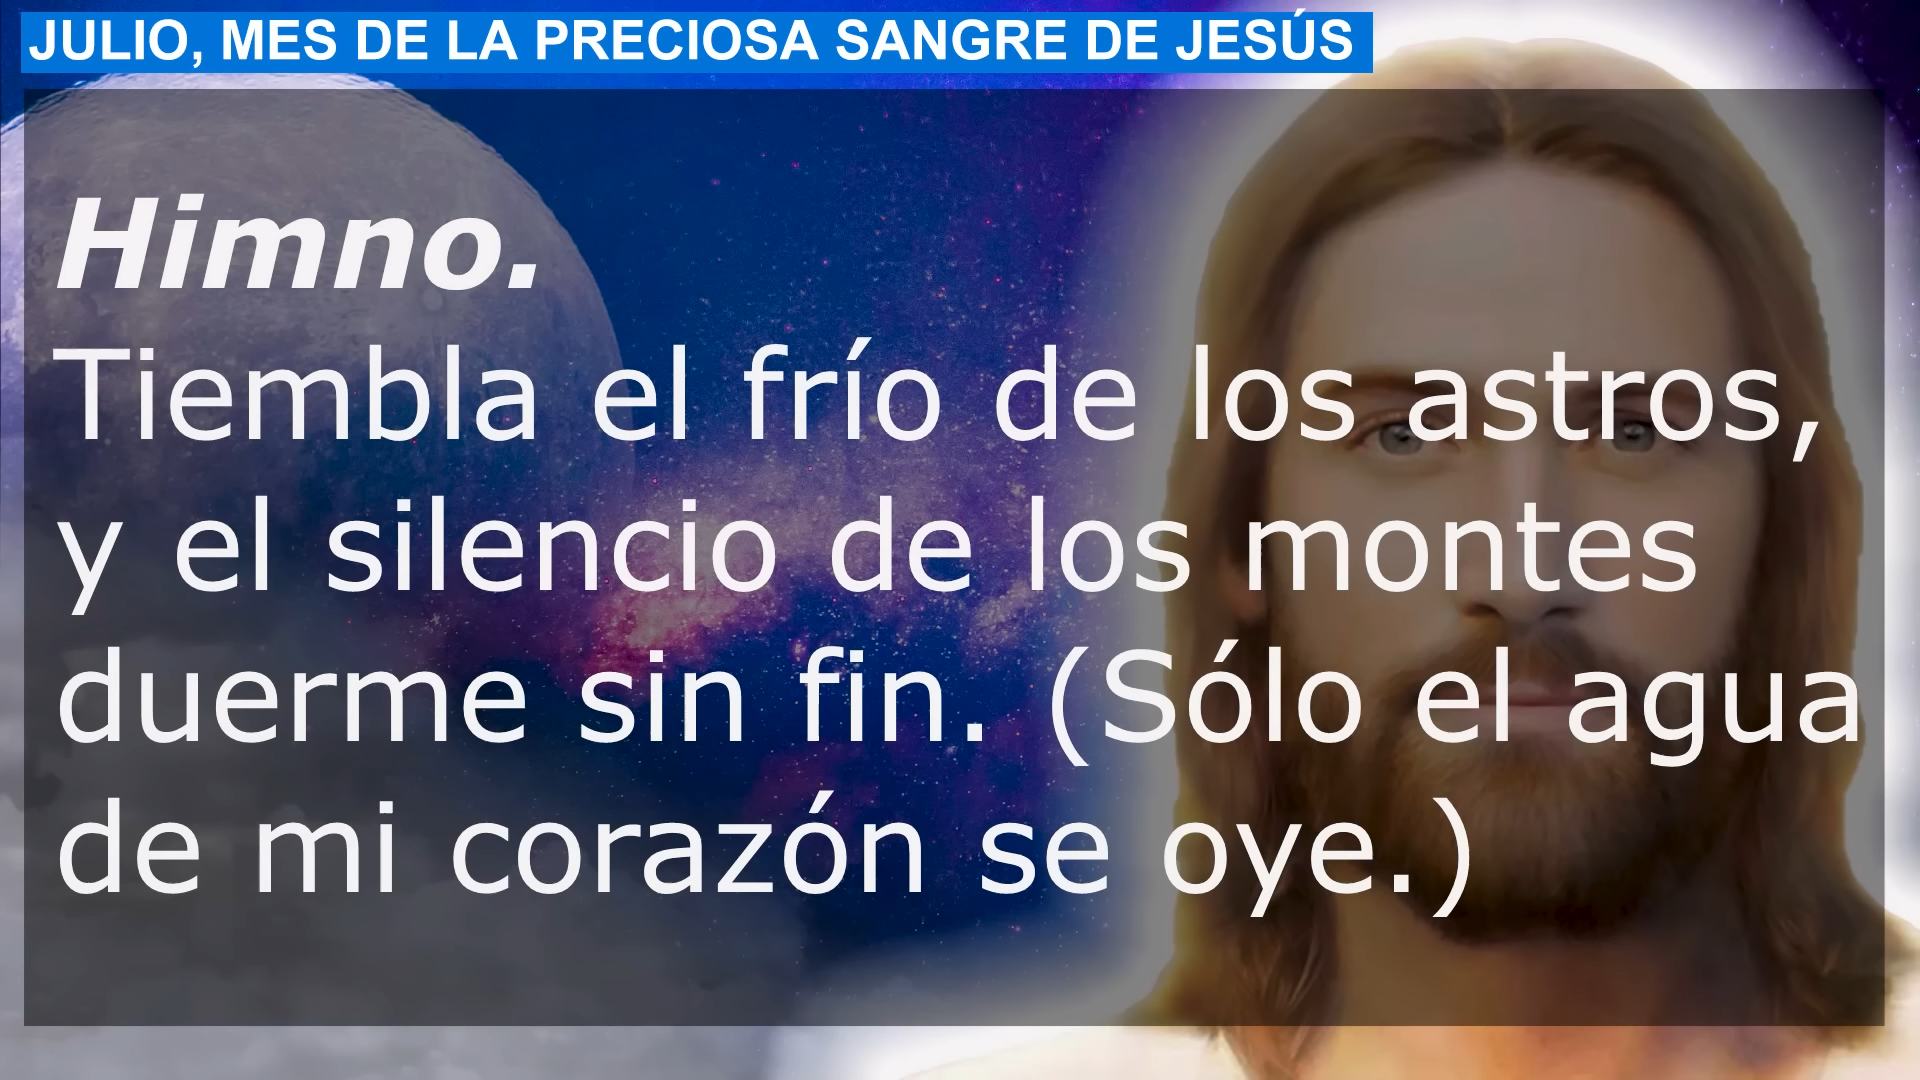 JULIO, MES DE LA PRECIOSA SANGRE DE JESÚS
Himno.
Tiembla el frío de los astros,
y el silencio de los montes
duerme sin fin. (Sólo el agua
de mi corazón se oye.)